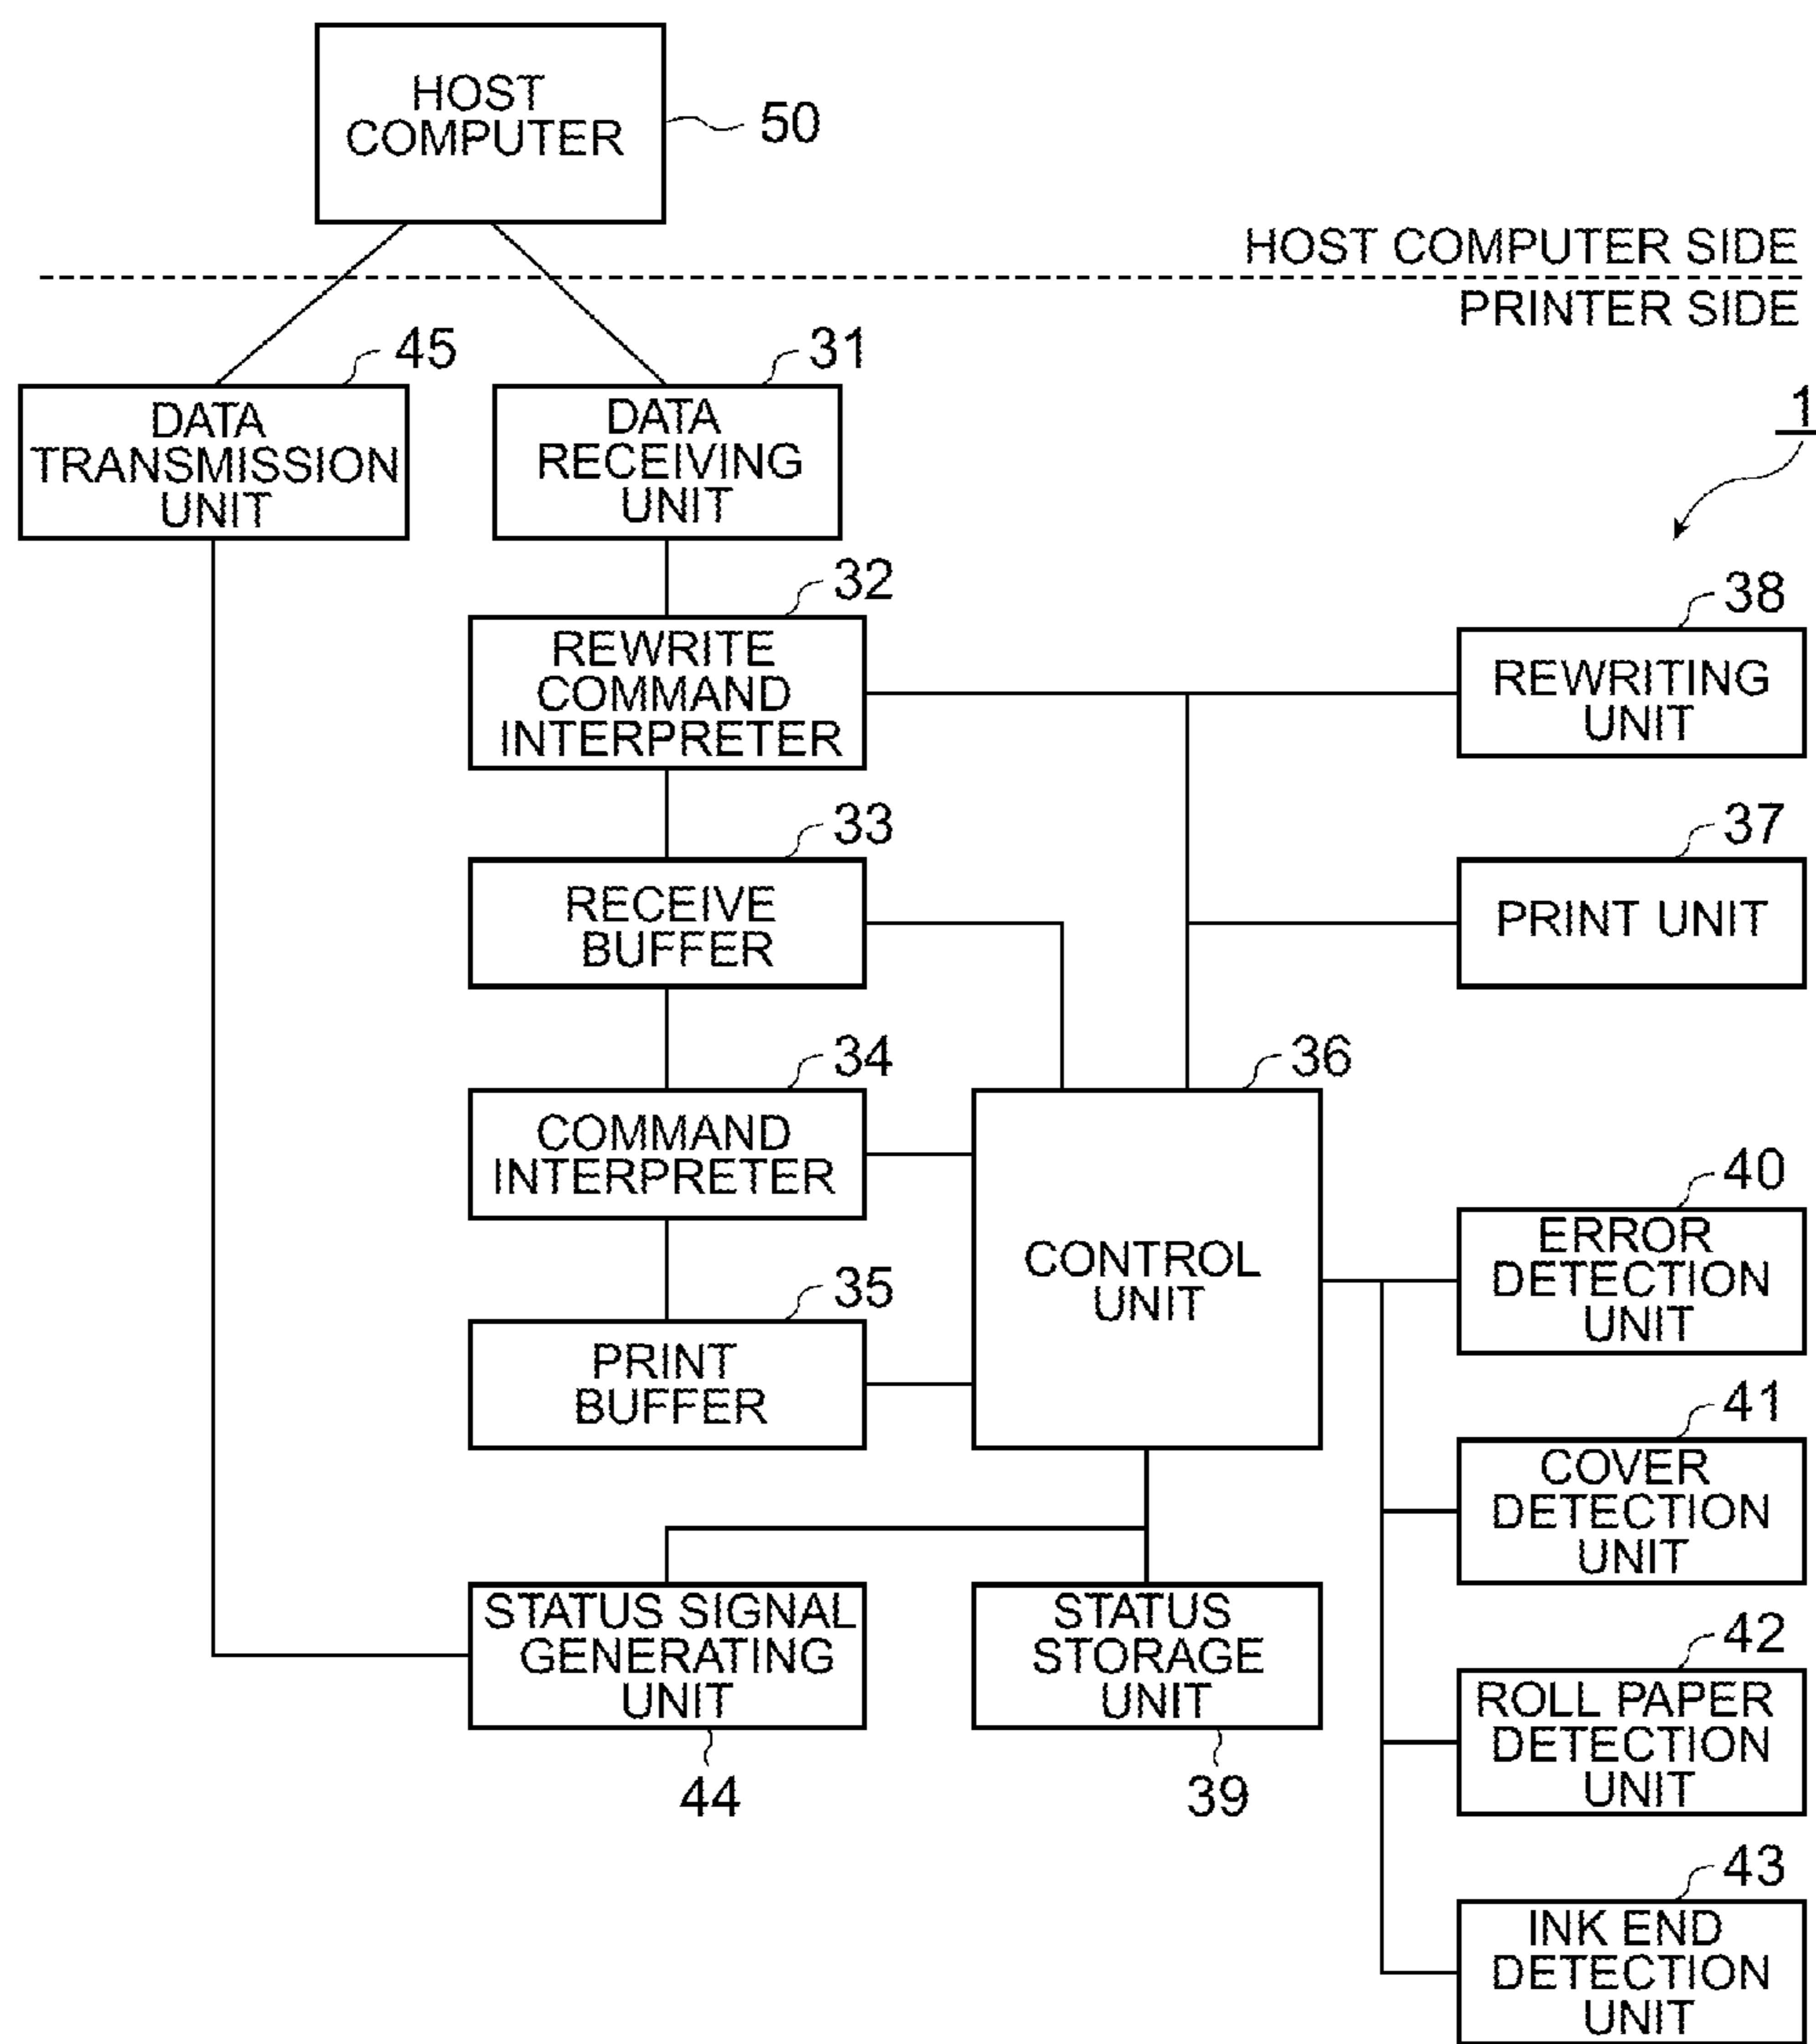 HOST
COMPUTER
50
HOST COMPUTER SIDE
PRINTER SIDE
45
31
DATA
TRANSMISSION
UNIT
DATA
RECEIVING
UNIT
1
32
38
REWRITE
COMMAND
INTERPRETER
REWRITING
UNIT
33
37
RECEIVE
BUFFER
PRINT UNIT
34
36
COMMAND
INTERPRETER
CONTROL
UNIT
40
ERROR
DETECTION
UNIT
35
PRINT
BUFFER
41
COVER
DETECTION
UNIT
STATUS SIGNAL
GENERATING
UNIT
44
STATUS
STORAGE
UNIT
39
42
ROLL PAPER
DETECTION
UNIT
43
INK END
DETECTION
UNIT